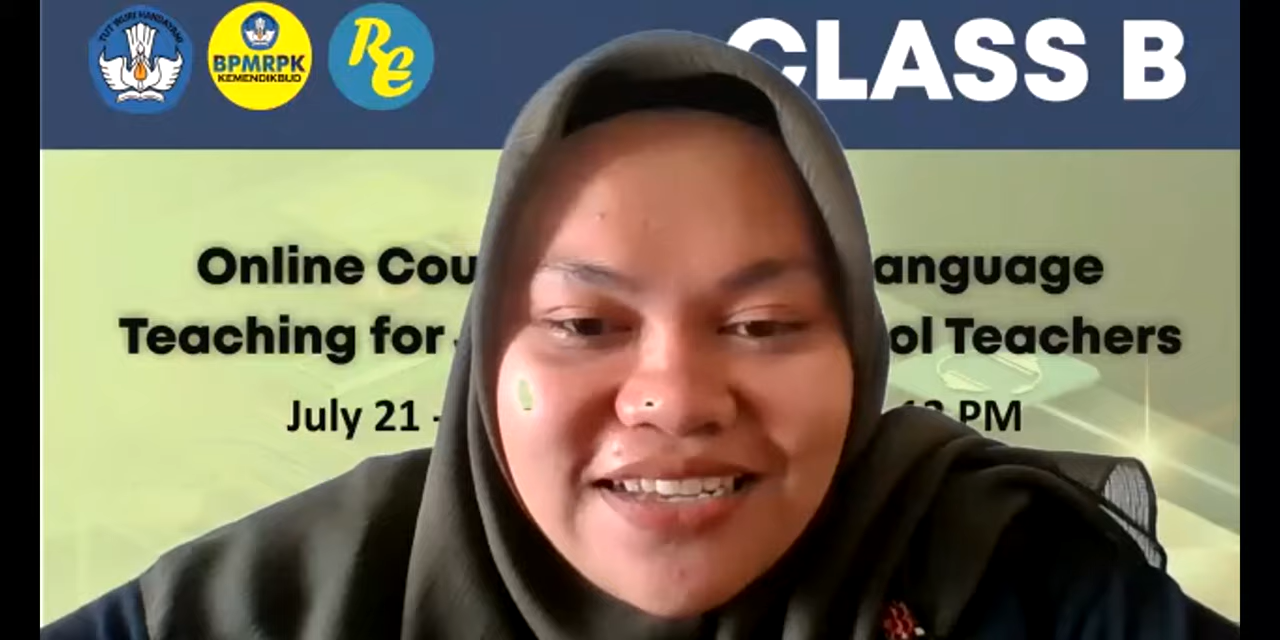 TUT WURI HANDAYANI
BPMRPK
KEMENDIKBUD
Re
CLASS B
Online Cou anguage
Teaching for ol Teachers
July 21 - PM